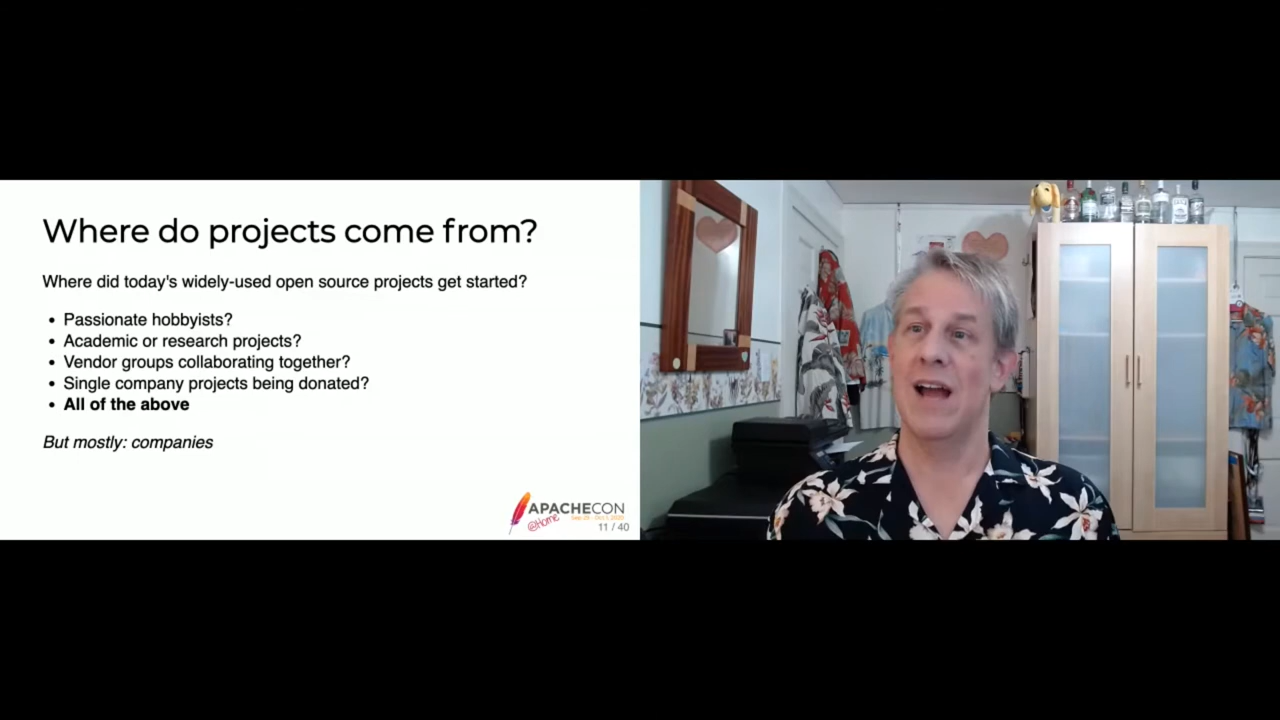 Where do projects come from?
Where did today's widely-used open source projects get started?
• Passionate hobbyists?
• Academic or research projects?
• Vendor groups collaborating together?
• Single company projects being donated?
• All of the above
But mostly: companies
APACHECON
@Home
11 / 40